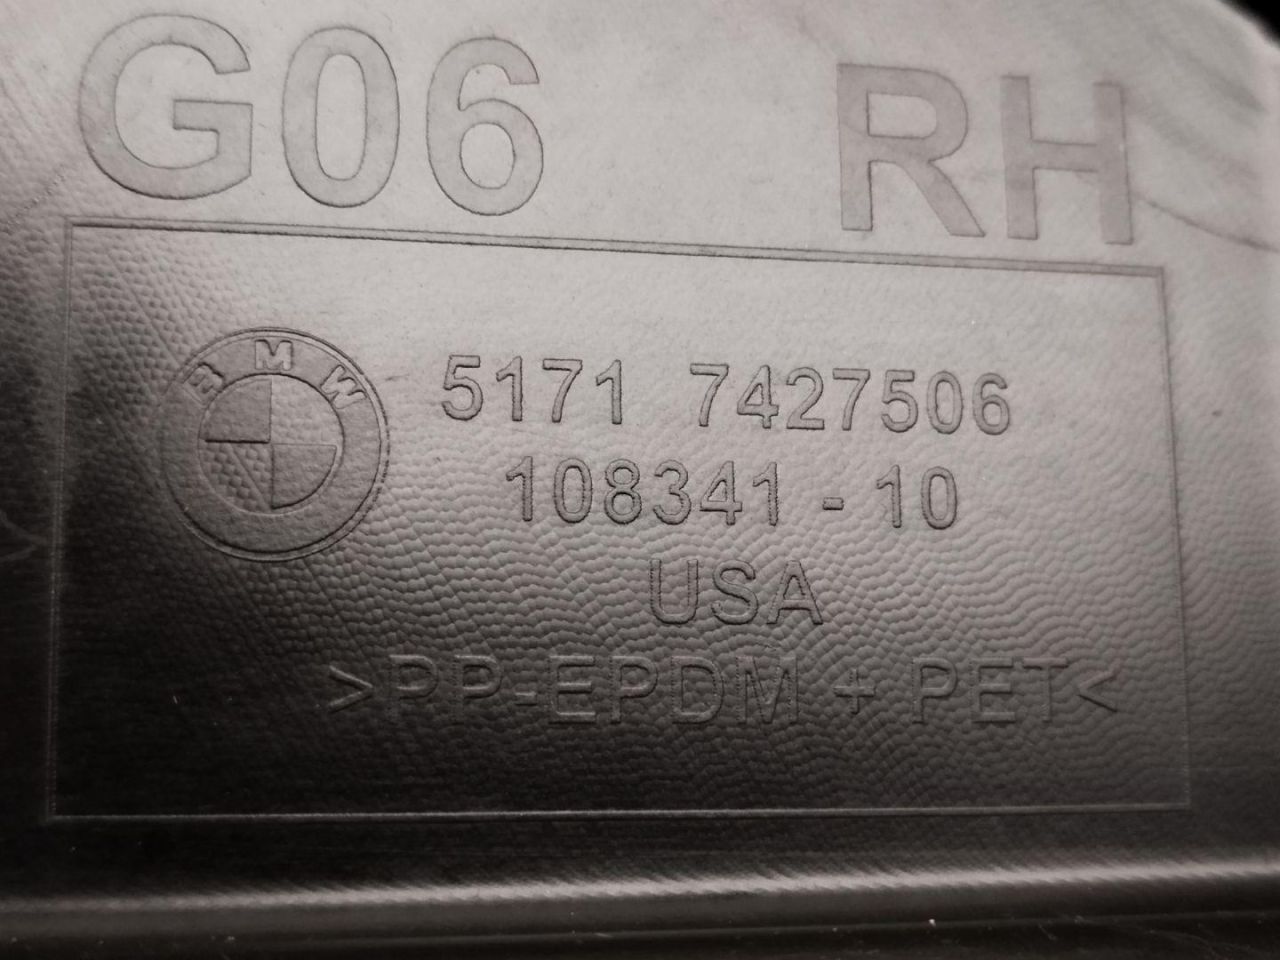 G06 RH
BMW
5171 7427506
108341 - 10
USA
>PP-EPDM + PET<